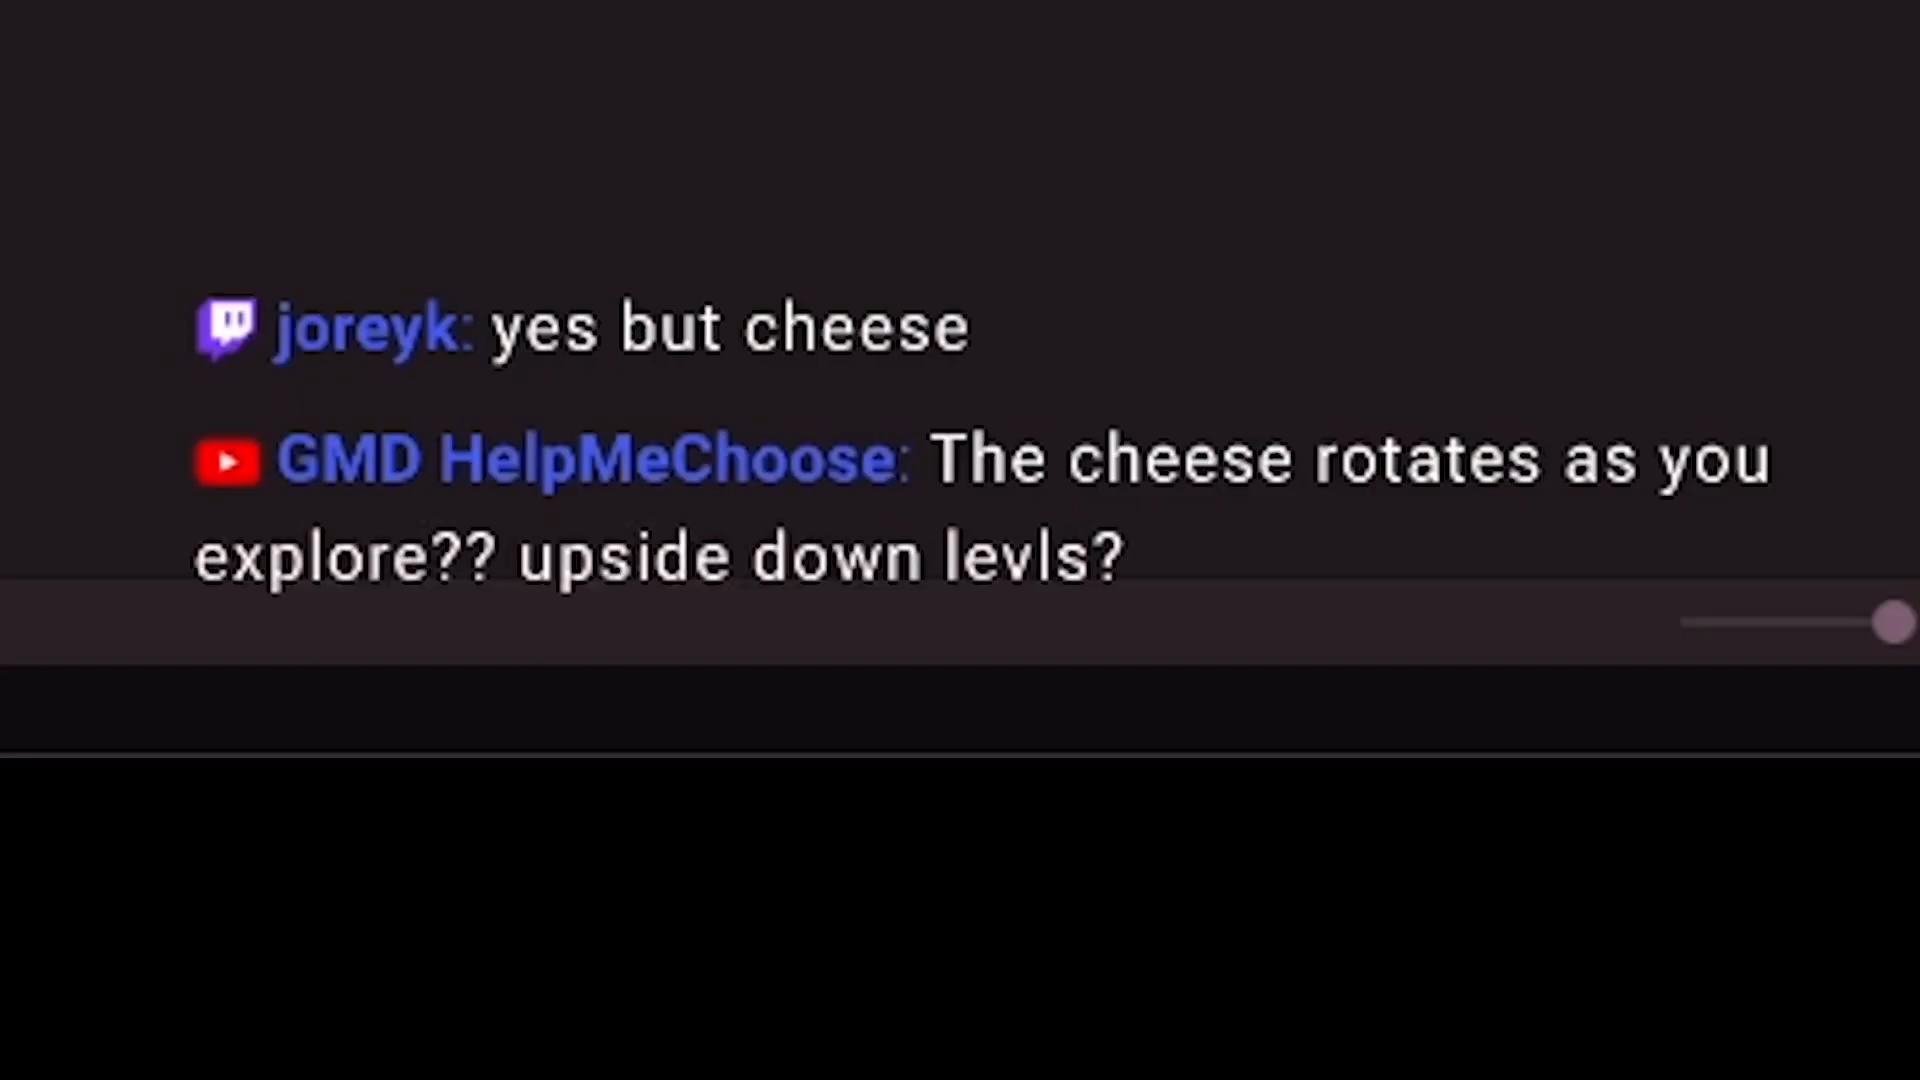 joreyk: yes but cheese
GMD HelpMeChoose: The cheese rotates as you
explore?? upside down levls?